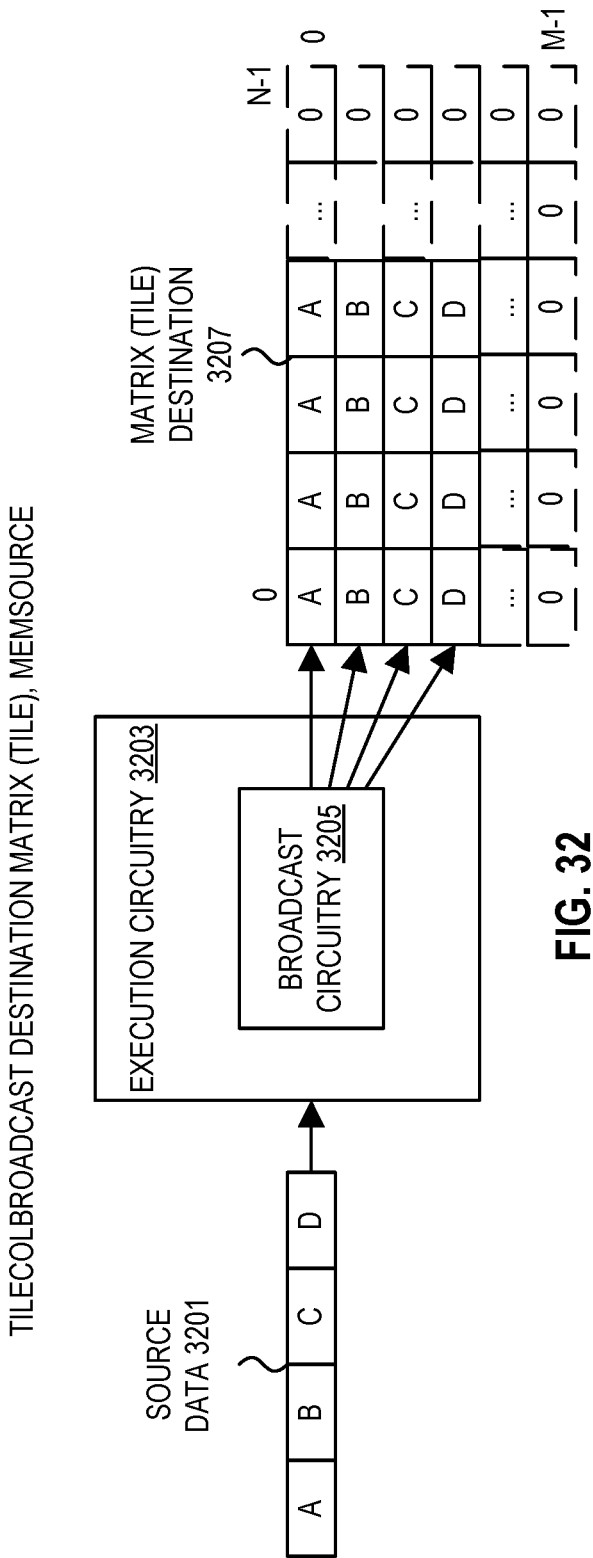 TILECOLBROADCAST DESTINATION MATRIX (TILE), MEMSOURCE
SOURCE
DATA 3201
A B C D
EXECUTION CIRCUITRY 3203
BROADCAST
CIRCUITRY 3205
MATRIX (TILE)
DESTINATION
3207
0 N-1
A A A A ... 0 0
B B B B 0
C C C C ... 0
D D D D 0
... ... ... ... ... 0
0 0 0 0 0 0 M-1
FIG. 32